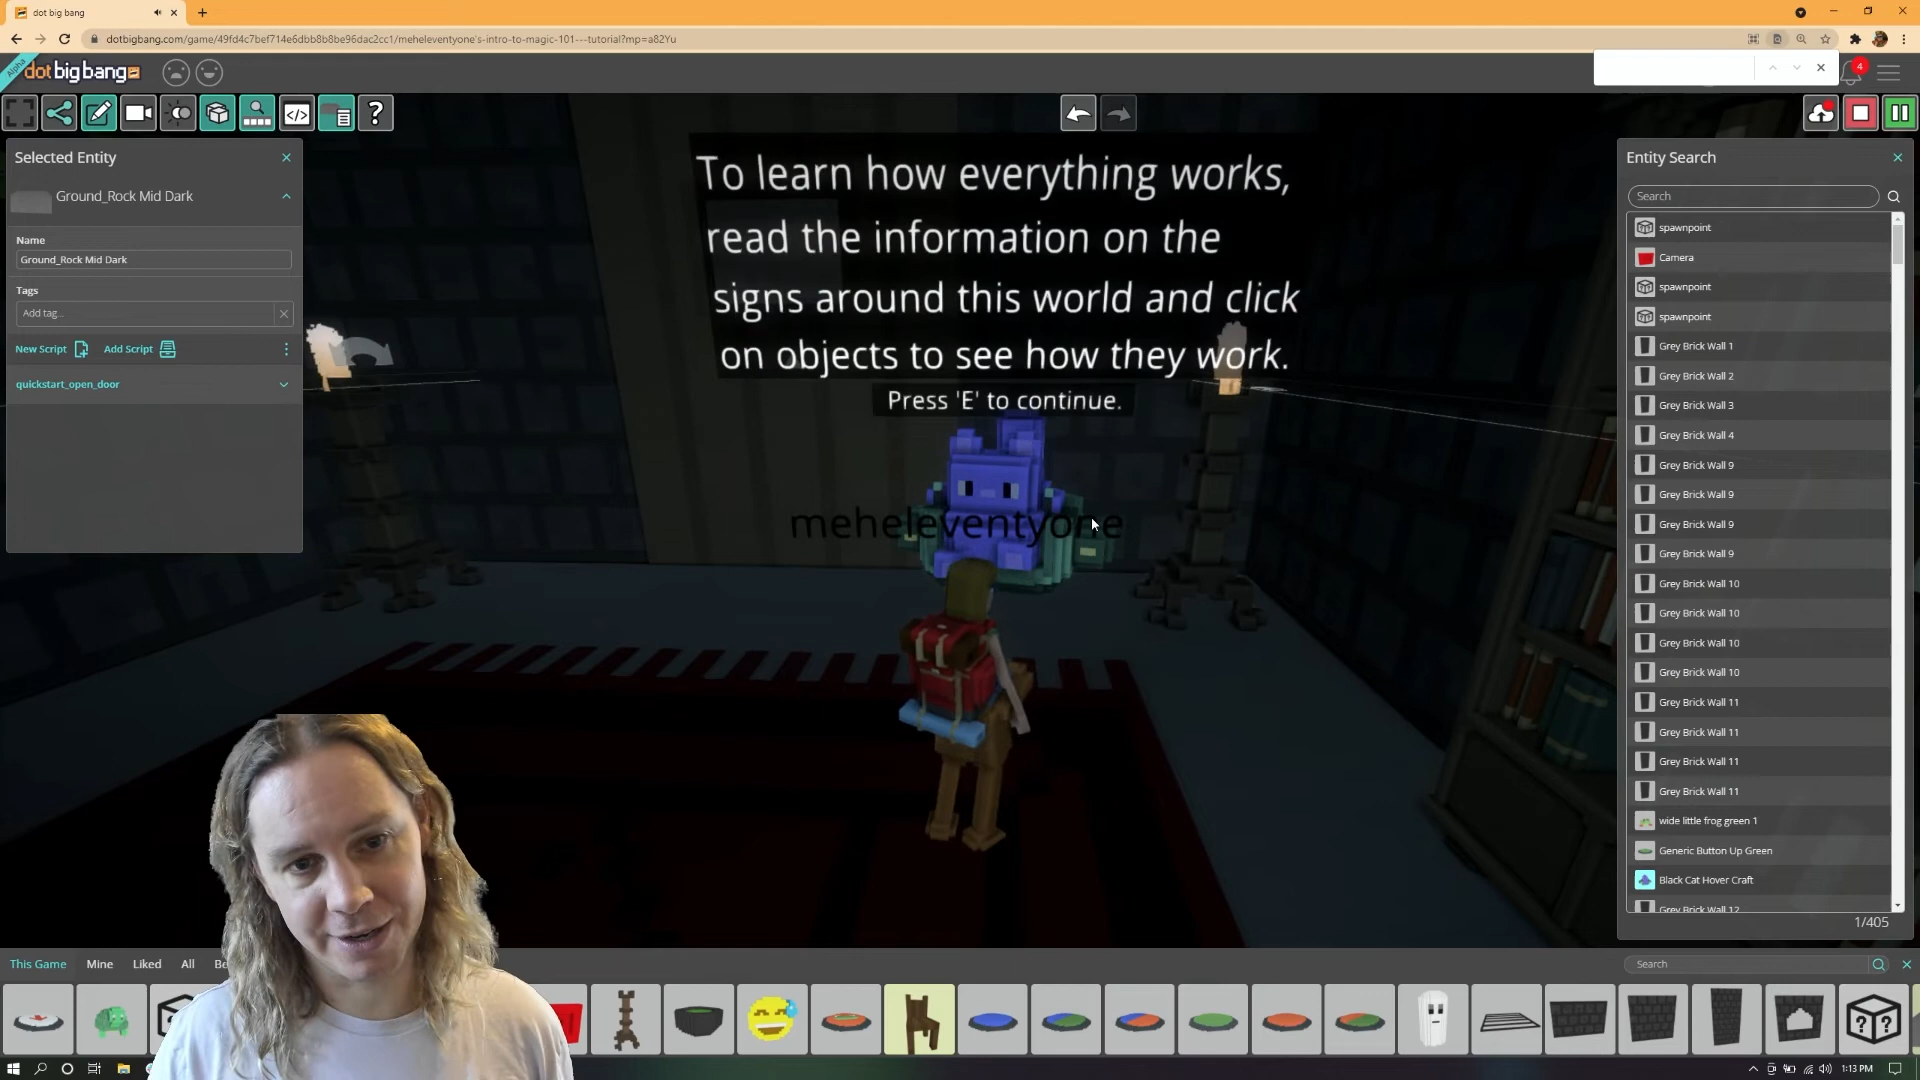 dot big bang
dotbigbang.com/game/49fd4c7bef714e6dbb8b8be96dac2cc1/meheleventyone's-intro-to-magic-101---tutorial?mp=a82Yu
Alpha
dot big bang
4
Selected Entity
Ground_Rock Mid Dark
Name
Ground_Rock Mid Dark
Tags
Add tag...
New Script
Add Script
quickstart_open_door
To learn how everything works,
read the information on the
signs around this world and click
on objects to see how they work.
Press 'E' to continue.
meheleventyone
Entity Search
Search
spawnpoint
Camera
spawnpoint
spawnpoint
Grey Brick Wall 1
Grey Brick Wall 2
Grey Brick Wall 3
Grey Brick Wall 4
Grey Brick Wall 9
Grey Brick Wall 9
Grey Brick Wall 9
Grey Brick Wall 9
Grey Brick Wall 10
Grey Brick Wall 10
Grey Brick Wall 10
Grey Brick Wall 10
Grey Brick Wall 11
Grey Brick Wall 11
Grey Brick Wall 11
Grey Brick Wall 11
wide little frog green 1
Generic Button Up Green
Black Cat Hover Craft
Grey Brick Wall 12
1/405
This Game
Mine
Liked
All
Search
1:13 PM